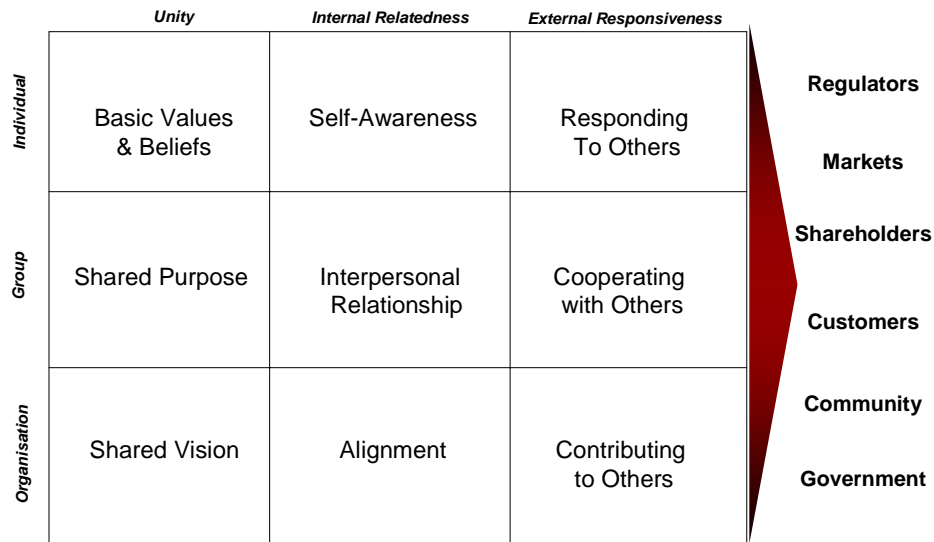 Unity
Internal Relatedness
External Responsiveness
Individual
Basic Values
& Beliefs
Self-Awareness
Responding
To Others
Group
Shared Purpose
Interpersonal
Relationship
Cooperating
with Others
Organisation
Shared Vision
Alignment
Contributing
to Others
Regulators
Markets
Shareholders
Customers
Community
Government